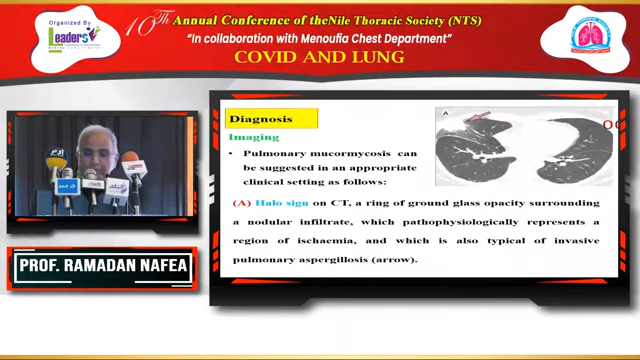 Organized By
Leaders
10Th Annual Conference of theNile Thoracic Society (NTS)
"In collaboration with Menoufia Chest Department"
COVID AND LUNG
Diagnosis
Imaging
• Pulmonary mucormycosis can
be suggested in an appropriate
clinical setting as follows:
A
(A) Halo sign on CT, a ring of ground glass opacity surrounding
a nodular infiltrate, which pathophysiologically represents a
region of ischaemia, and which is also typical of invasive
pulmonary aspergillosis (arrow).
PROF. RAMADAN NAFEA